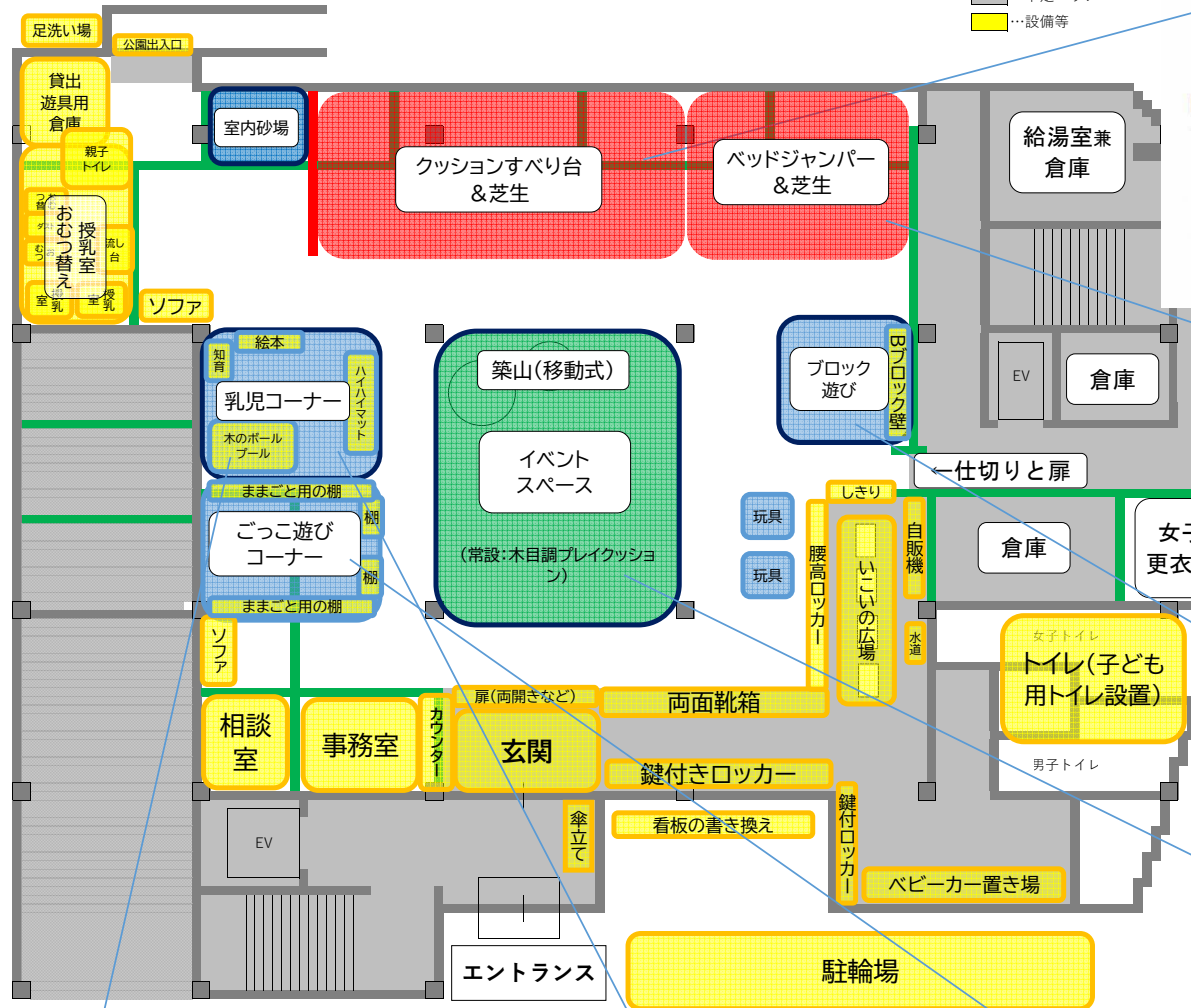 足洗い場
公園出入口
…設備等
貸出
遊具用
倉庫
親子
トイレ
室内砂場
クッションすべり台
&芝生
ベッドジャンパー
&芝生
給湯室兼
倉庫
授乳室
おむつ替え
流し
台
授乳
室
授乳
室
ソファ
絵本
知育
乳児コーナー
ハイハイマット
木のボール
プール
築山(移動式)
イベント
スペース
(常設:木目調プレイクッショ
ン)
ブロック
遊び
Bブロック壁
EV
倉庫
←仕切りと扉
ままごと用の棚
棚
ごっこ遊び
コーナー
棚
ままごと用の棚
玩具
玩具
しきり
腰高ロッカー
いこいの広場
自販機
水道
倉庫
女子
更衣
ソファ
女子トイレ
トイレ(子ども
用トイレ設置)
男子トイレ
相談
室
事務室
カウンター
扉(両開きなど)
玄関
両面靴箱
鍵付きロッカー
EV
傘立て
看板の書き換え
鍵付ロッカー
ベビーカー置き場
エントランス
駐輪場